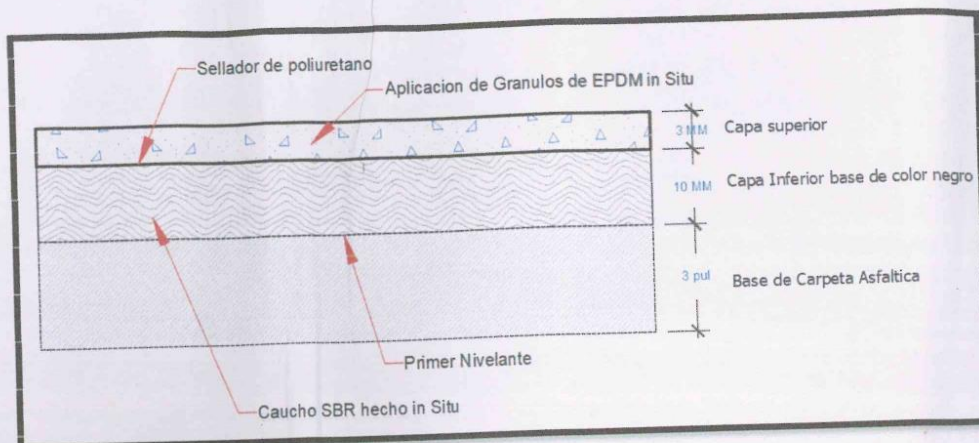 Sellador de poliuretano
Aplicacion de Granulos de EPDM in Situ
3 MM
Capa superior
10 MM
Capa Inferior base de color negro
3 pul
Base de Carpeta Asfaltica
Primer Nivelante
Caucho SBR hecho in Situ